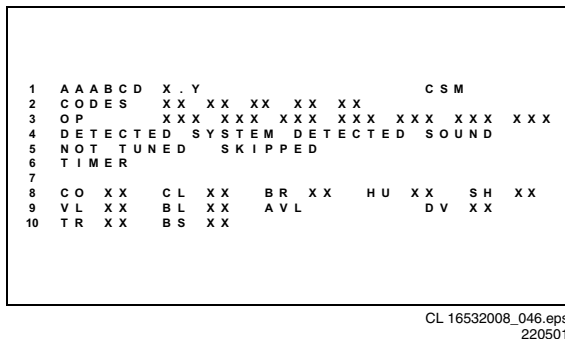 1 AAABCD X.Y CSM
2 CODES XX XX XX XX XX
3 OP XXX XXX XXX XXX XXX XXX XXX
4 DETECTED SYSTEM DETECTED SOUND
5 NOT TUNED SKIPPED
6 TIMER
7
8 CO XX CL XX BR XX HU XX SH XX
9 VL XX BL XX AVL DV XX
10 TR XX BS XX
CL 16532008_046.eps
220501